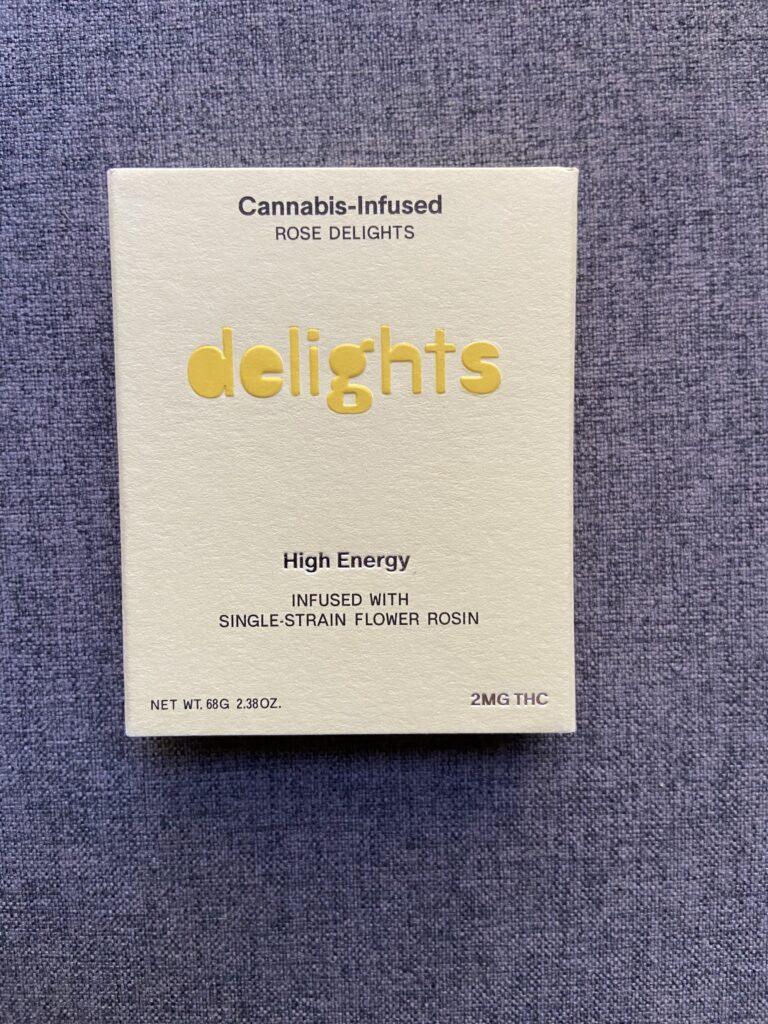 Cannabis-Infused
ROSE DELIGHTS
delights
High Energy
INFUSED WITH
SINGLE-STRAIN FLOWER ROSIN
NET WT. 68G 2.38OZ.
2MG THC